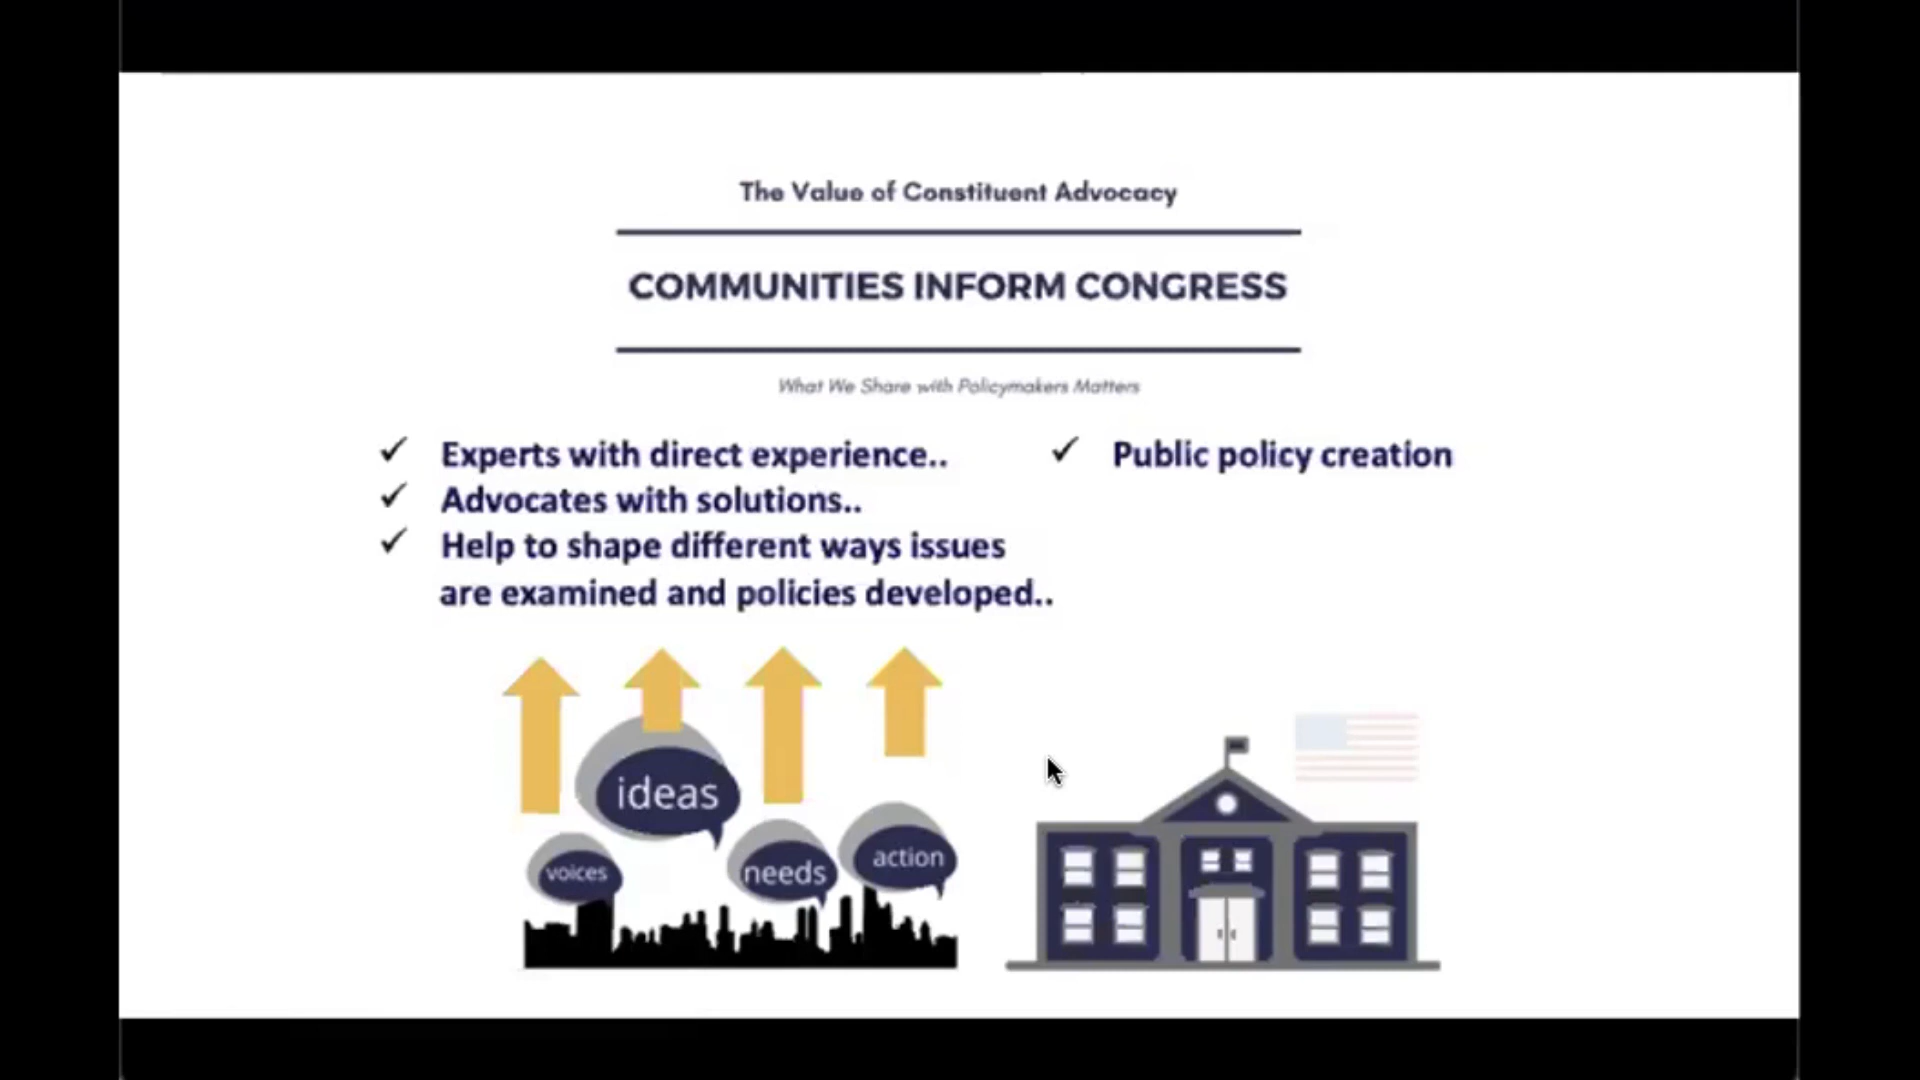 The Value of Constituent Advocacy
COMMUNITIES INFORM CONGRESS
What We Share with Policymakers Matters
Experts with direct experience..
Advocates with solutions..
Help to shape different ways issues
are examined and policies developed..
Public policy creation
ideas
voices
needs
action